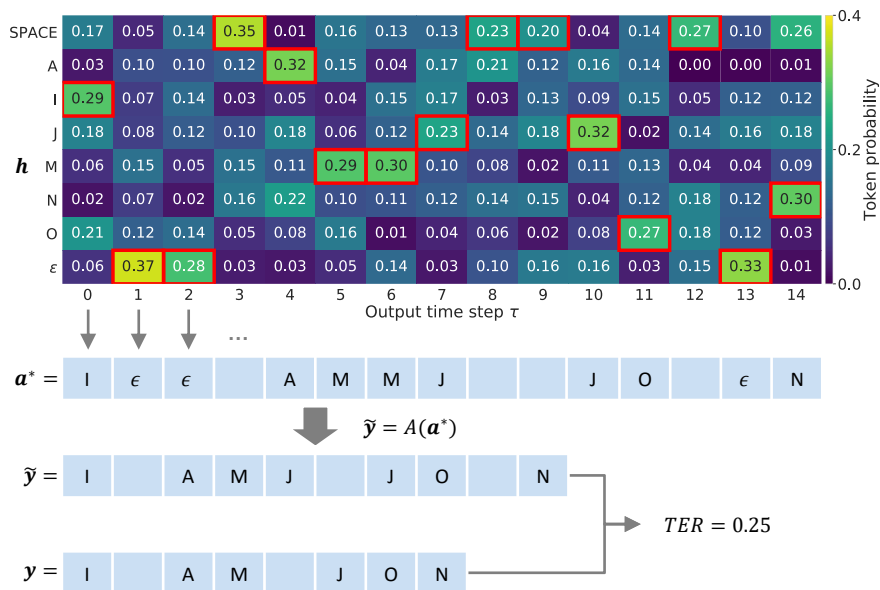 SPACE 0.17 0.05 0.14 0.35 0.01 0.16 0.13 0.13 0.23 0.20 0.04 0.14 0.27 0.10 0.26 0.4
A 0.03 0.10 0.10 0.12 0.32 0.15 0.04 0.17 0.21 0.12 0.16 0.14 0.00 0.00 0.01
I 0.29 0.07 0.14 0.03 0.05 0.04 0.15 0.17 0.03 0.13 0.09 0.15 0.05 0.12 0.12
J 0.18 0.08 0.12 0.10 0.18 0.06 0.12 0.23 0.14 0.18 0.32 0.02 0.14 0.16 0.18 0.2
h M 0.06 0.15 0.05 0.15 0.11 0.29 0.30 0.10 0.08 0.02 0.11 0.13 0.04 0.04 0.09
N 0.02 0.07 0.02 0.16 0.22 0.10 0.11 0.12 0.14 0.15 0.04 0.12 0.18 0.12 0.30
O 0.21 0.12 0.14 0.05 0.08 0.16 0.01 0.04 0.06 0.02 0.08 0.27 0.18 0.12 0.03
ε 0.06 0.37 0.28 0.03 0.03 0.05 0.14 0.03 0.10 0.16 0.16 0.03 0.15 0.33 0.01 0.0
Token probability
0 1 2 3 4 5 6 7 8 9 10 11 12 13 14
Output time step τ
...
a* = I ϵ ϵ A M M J J O ϵ N
ỹ = A(a*)
ỹ = I A M J J O N
TER = 0.25
y = I A M J O N